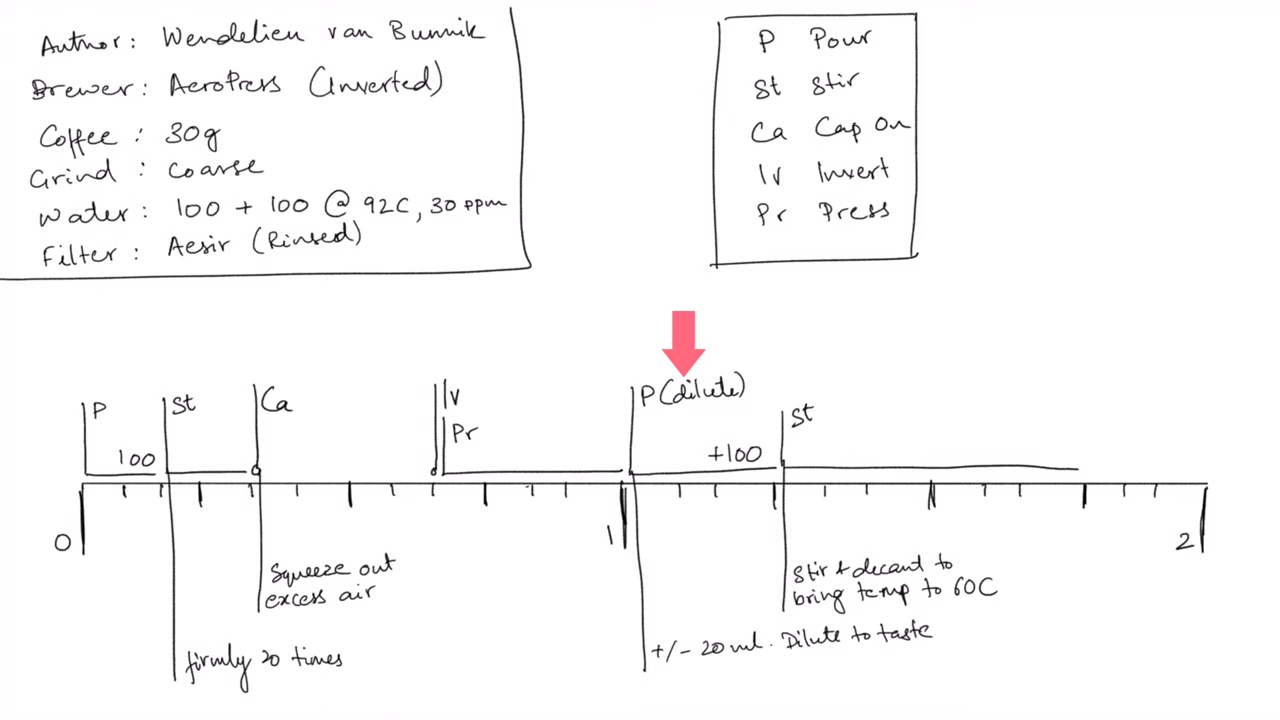 Author: Wendelien van Bunnik
Brewer: AeroPress (Inverted)
Coffee: 30g
Grind: Coarse
Water: 100 + 100 @ 92C, 30 ppm
Filter: Aesir (Rinsed)
P Pour
St Stir
Ca Cap On
Iv Invert
Pr Press
P
St
Ca
Iv
Pr
P (dilute)
St
100
+100
0
1
2
Squeeze out
excess air
Stir & decant to
bring temp to 60C
firmly 20 times
+/- 20 ml. Dilute to taste